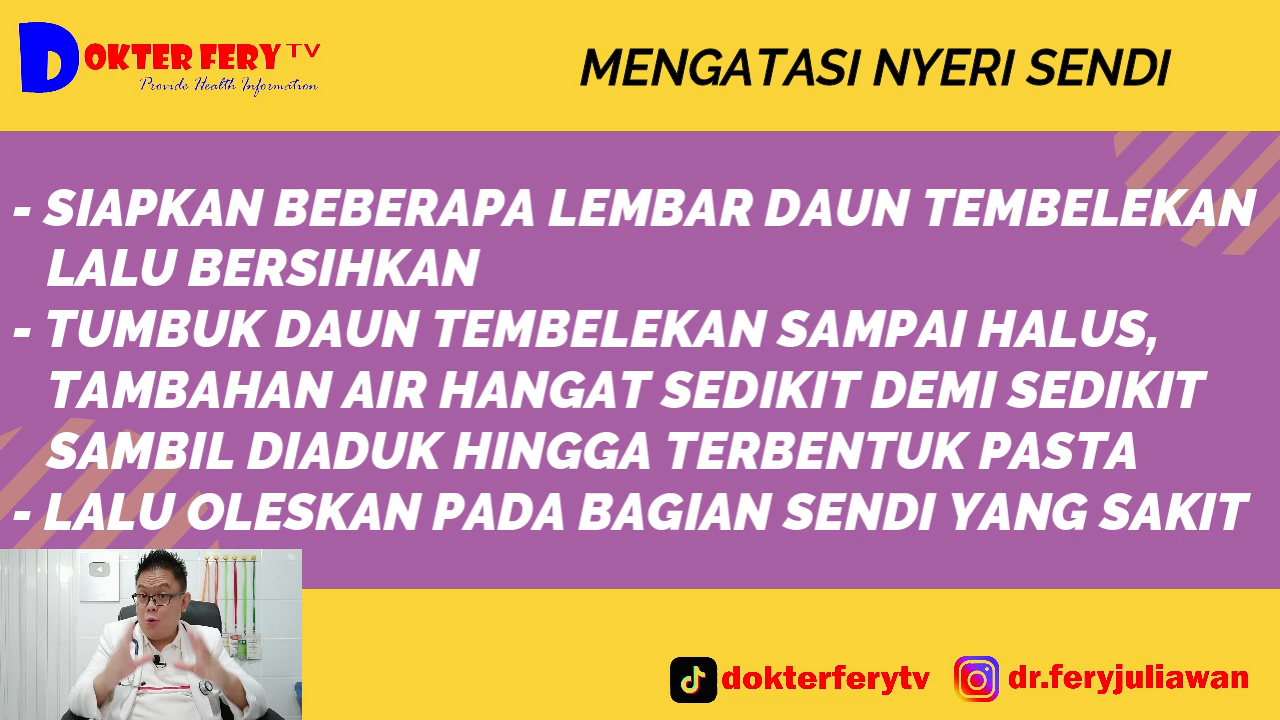 DOKTER FERY TV
Provide Health Information
MENGATASI NYERI SENDI
- SIAPKAN BEBERAPA LEMBAR DAUN TEMBELEKAN
LALU BERSIHKAN
- TUMBUK DAUN TEMBELEKAN SAMPAI HALUS,
TAMBAHAN AIR HANGAT SEDIKIT DEMI SEDIKIT
SAMBIL DIADUK HINGGA TERBENTUK PASTA
- LALU OLESKAN PADA BAGIAN SENDI YANG SAKIT
dokterferytv
dr.feryjuliawan